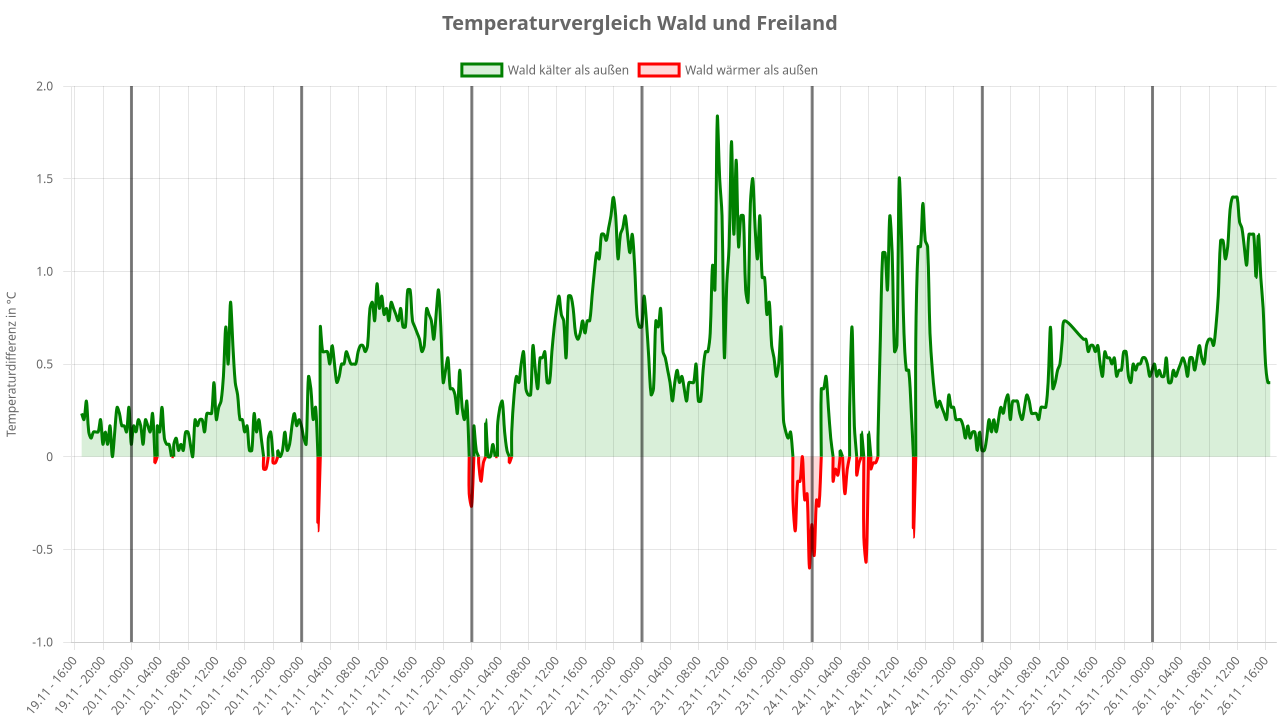 Temperaturvergleich Wald und Freiland
Wald kälter als außen
Wald wärmer als außen
Temperaturdifferenz in °C
2.0
1.5
1.0
0.5
0
-0.5
-1.0
19.11 - 16:00
19.11 - 20:00
20.11 - 00:00
20.11 - 04:00
20.11 - 08:00
20.11 - 12:00
20.11 - 16:00
20.11 - 20:00
21.11 - 00:00
21.11 - 04:00
21.11 - 08:00
21.11 - 12:00
21.11 - 16:00
21.11 - 20:00
22.11 - 00:00
22.11 - 04:00
22.11 - 08:00
22.11 - 12:00
22.11 - 16:00
22.11 - 20:00
23.11 - 00:00
23.11 - 04:00
23.11 - 08:00
23.11 - 12:00
23.11 - 16:00
23.11 - 20:00
24.11 - 00:00
24.11 - 04:00
24.11 - 08:00
24.11 - 12:00
24.11 - 16:00
24.11 - 20:00
25.11 - 00:00
25.11 - 04:00
25.11 - 08:00
25.11 - 12:00
25.11 - 16:00
25.11 - 20:00
26.11 - 00:00
26.11 - 04:00
26.11 - 08:00
26.11 - 12:00
26.11 - 16:00